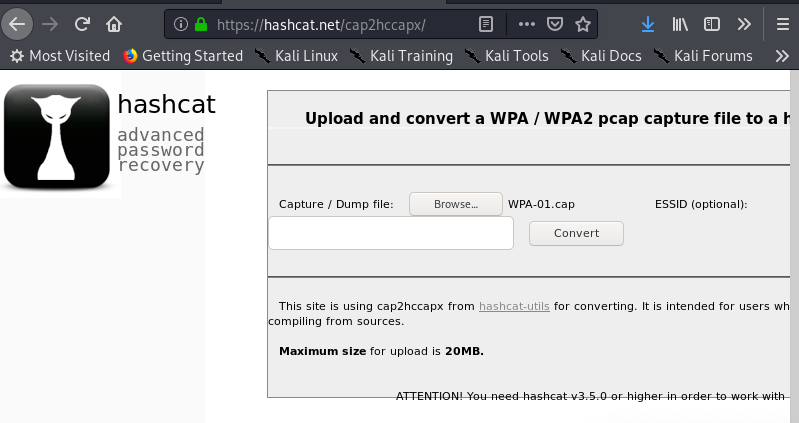 https://hashcat.net/cap2hccapx/
Most Visited Getting Started Kali Linux Kali Training Kali Tools Kali Docs Kali Forums
hashcat
advanced
password
recovery
Upload and convert a WPA / WPA2 pcap capture file to a h
Capture / Dump file: Browse... WPA-01.cap ESSID (optional):
Convert
This site is using cap2hccapx from hashcat-utils for converting. It is intended for users wh
compiling from sources.
Maximum size for upload is 20MB.
ATTENTION! You need hashcat v3.5.0 or higher in order to work with